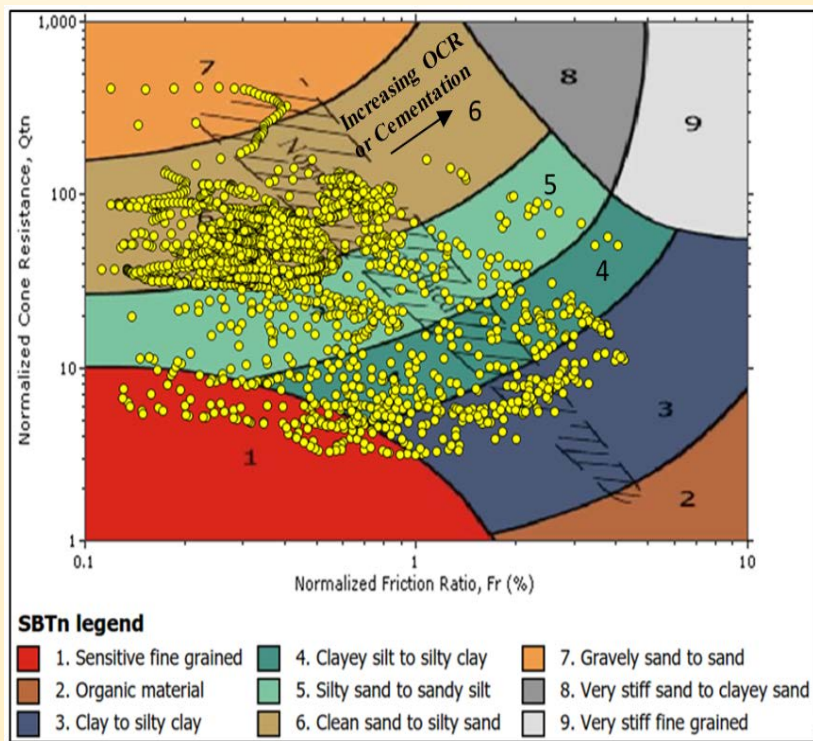 1,000
7
Increasing OCR
or Cementation
6
8
9
100
5
4
10
3
1
2
1
0.1
1
10
Normalized Cone Resistance, Qtn
Normalized Friction Ratio, Fr (%)
SBTn legend
1. Sensitive fine grained
4. Clayey silt to silty clay
7. Gravely sand to sand
2. Organic material
5. Silty sand to sandy silt
8. Very stiff sand to clayey sand
3. Clay to silty clay
6. Clean sand to silty sand
9. Very stiff fine grained